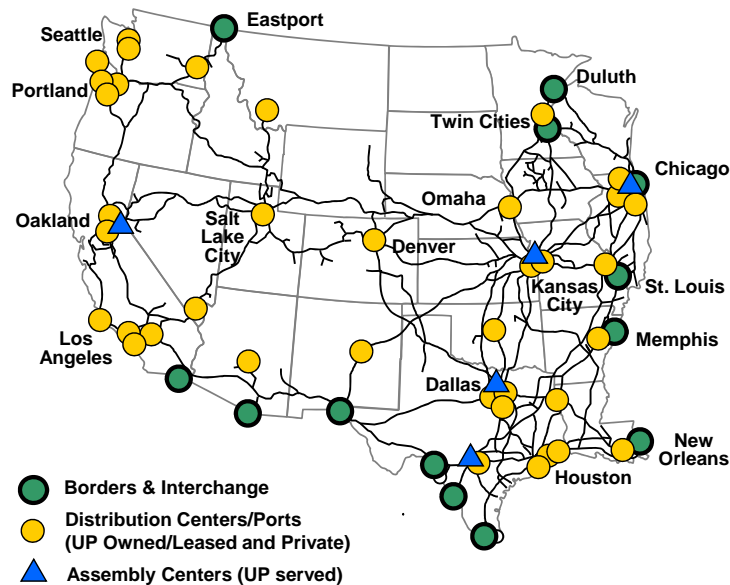 Eastport
Seattle
Duluth
Portland
Twin Cities
Chicago
Omaha
Oakland
Salt
Lake
City
Denver
Kansas
City
St. Louis
Los
Angeles
Memphis
Dallas
New
Orleans
Houston
Borders & Interchange
Distribution Centers/Ports
(UP Owned/Leased and Private)
Assembly Centers (UP served)